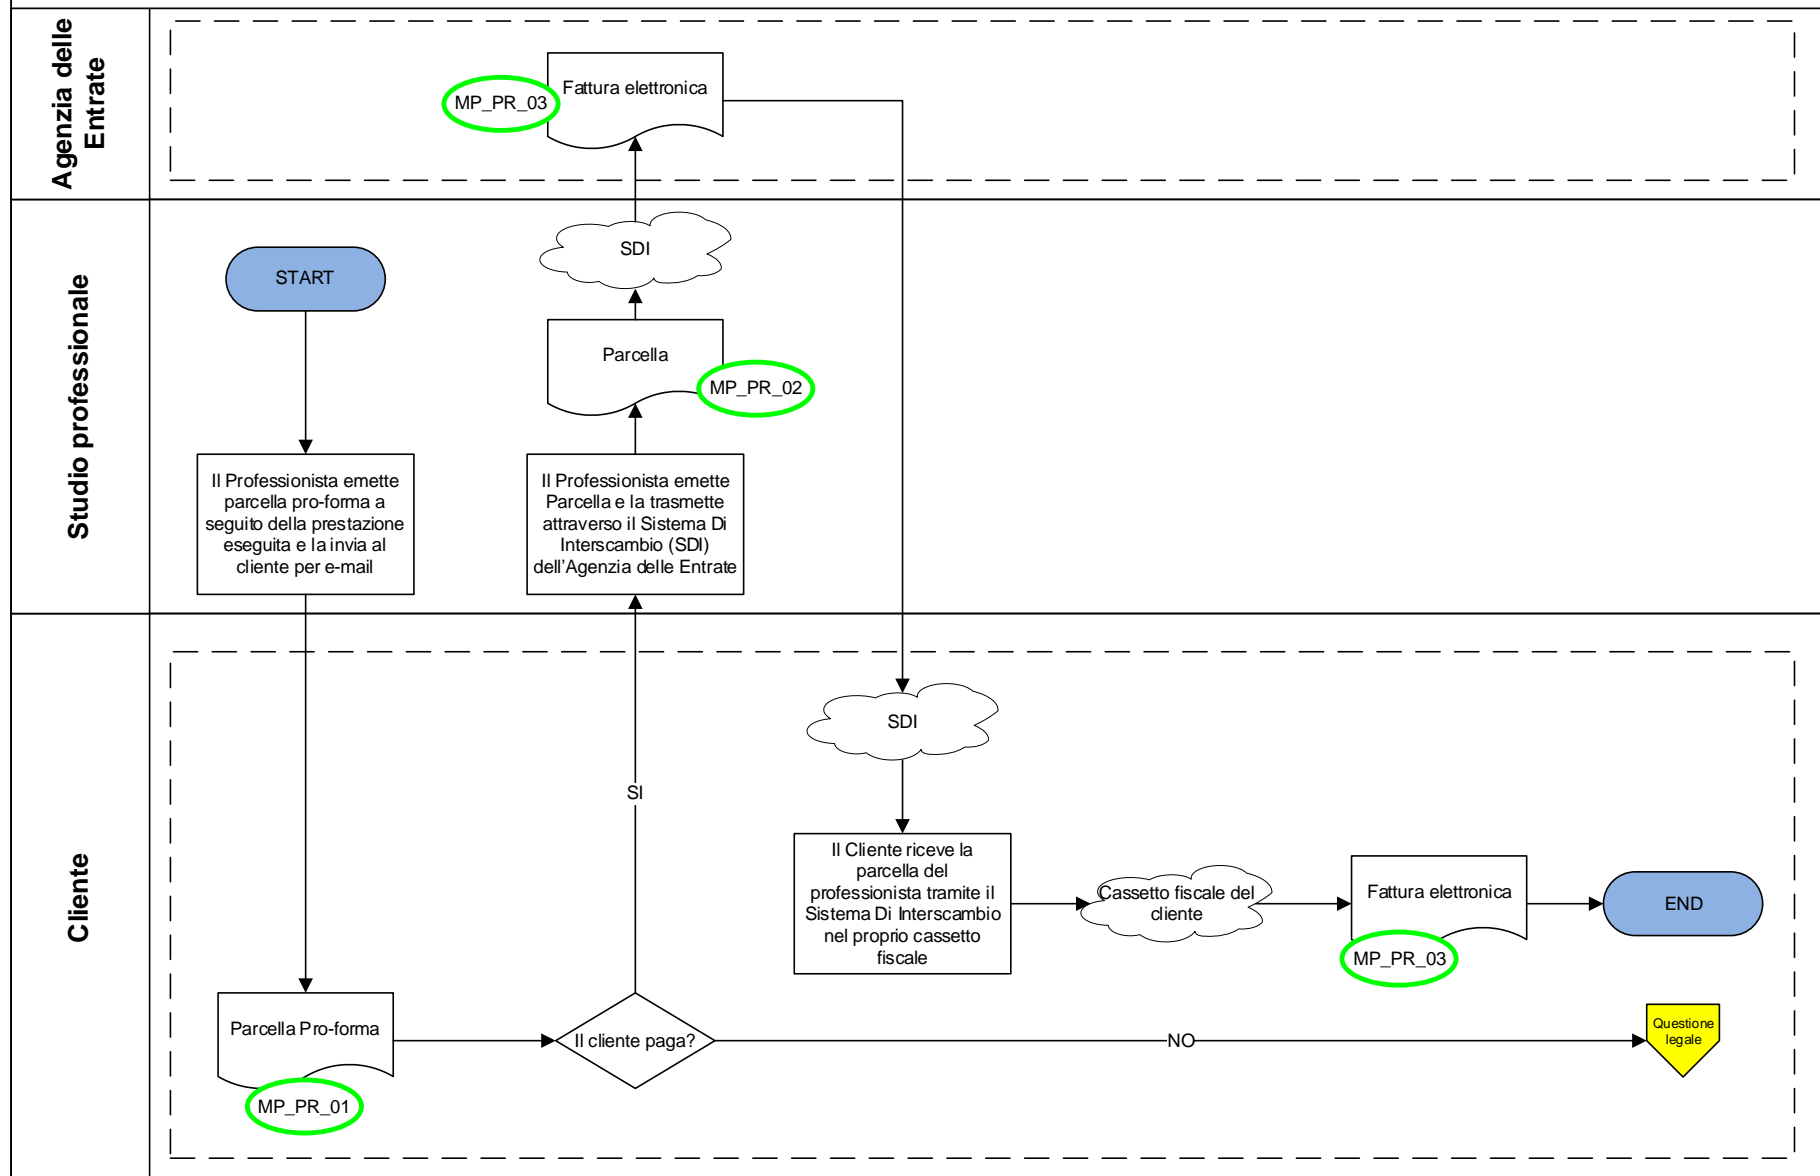 Agenzia delle
Entrate
Fattura elettronica
MP_PR_03
Studio professionale
START
SDI
Parcella
MP_PR_02
Il Professionista emette
parcella pro-forma a
seguito della prestazione
eseguita e la invia al
cliente per e-mail
Il Professionista emette
Parcella e la trasmette
attraverso il Sistema Di
Interscambio (SDI)
dell'Agenzia delle Entrate
Cliente
SDI
SI
Il Cliente riceve la
parcella del
professionista tramite il
Sistema Di Interscambio
nel proprio cassetto
fiscale
Cassetto fiscale del
cliente
Fattura elettronica
MP_PR_03
END
Parcella Pro-forma
MP_PR_01
Il cliente paga?
NO
Questione
legale